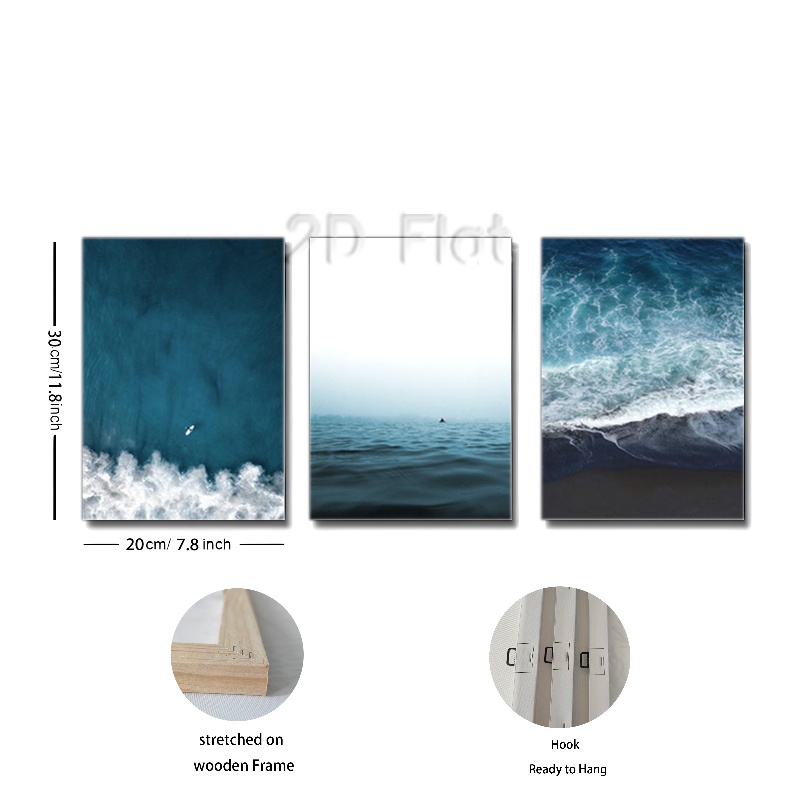 2D Flat
30cm/11.8inch
20cm/ 7.8 inch
stretched on
wooden Frame
Hook
Ready to Hang